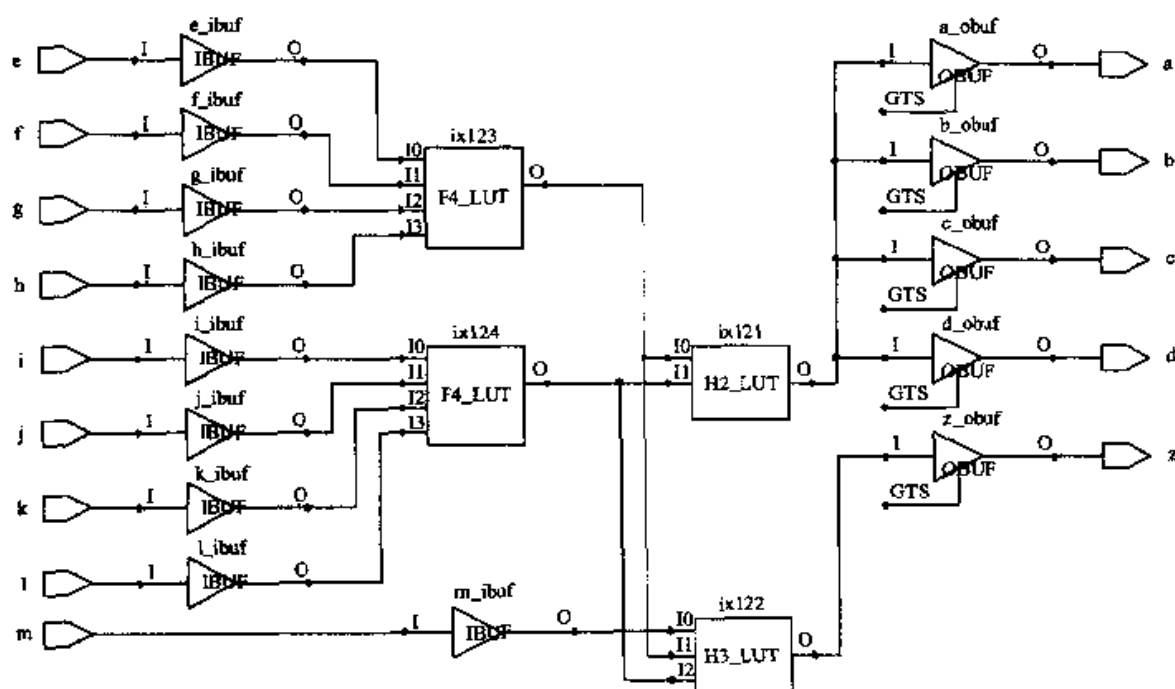 e I e_ibuf IBUF O
f I f_ibuf IBUF O
g I g_ibuf IBUF O
h I h_ibuf IBUF O
ix123
I0
I1
I2
I3
F4_LUT
O
i I i_ibuf IBUF O
j I j_ibuf IBUF O
k I k_ibuf IBUF O
l I l_ibuf IBUF O
ix124
I0
I1
I2
I3
F4_LUT
O
m I m_ibuf IBUF O
ix121
I0
I1
H2_LUT
O
ix122
I0
I1
I2
H3_LUT
O
a_obuf
I OBUF O a
GTS
b_obuf
I OBUF O b
GTS
c_obuf
I OBUF O c
GTS
d_obuf
I OBUF O d
GTS
z_obuf
I OBUF O z
GTS